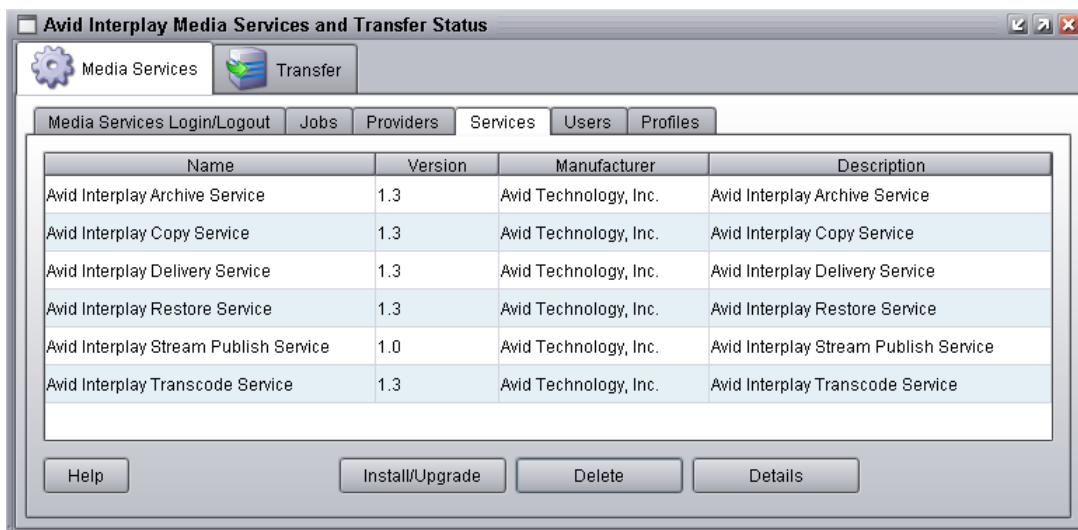 Avid Interplay Media Services and Transfer Status
Media Services Transfer
Media Services Login/Logout Jobs Providers Services Users Profiles
Name Version Manufacturer Description
Avid Interplay Archive Service 1.3 Avid Technology, Inc. Avid Interplay Archive Service
Avid Interplay Copy Service 1.3 Avid Technology, Inc. Avid Interplay Copy Service
Avid Interplay Delivery Service 1.3 Avid Technology, Inc. Avid Interplay Delivery Service
Avid Interplay Restore Service 1.3 Avid Technology, Inc. Avid Interplay Restore Service
Avid Interplay Stream Publish Service 1.0 Avid Technology, Inc. Avid Interplay Stream Publish Service
Avid Interplay Transcode Service 1.3 Avid Technology, Inc. Avid Interplay Transcode Service
Help Install/Upgrade Delete Details